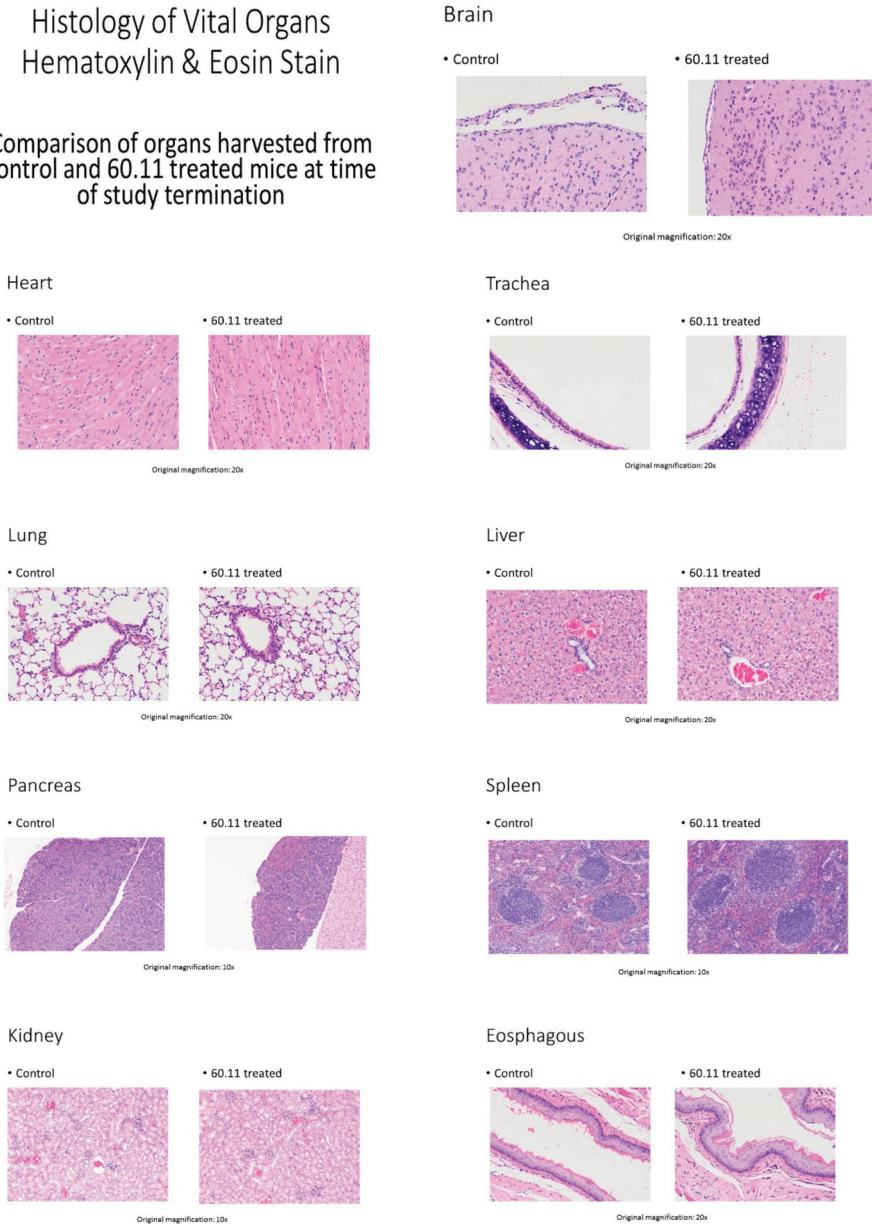 Histology of Vital Organs
Hematoxylin & Eosin Stain
omparison of organs harvested from
ontrol and 60.11 treated mice at time
of study termination
Brain
• Control
• 60.11 treated
Original magnification: 20x
Heart
• Control
• 60.11 treated
Original magnification: 20x
Trachea
• Control
• 60.11 treated
Original magnification: 20x
Lung
• Control
• 60.11 treated
Original magnification: 20x
Liver
• Control
• 60.11 treated
Original magnification: 20x
Pancreas
• Control
• 60.11 treated
Original magnification: 10x
Spleen
• Control
• 60.11 treated
Original magnification: 10x
Kidney
• Control
• 60.11 treated
Original magnification: 10x
Eosphagous
• Control
• 60.11 treated
Original magnification: 20x